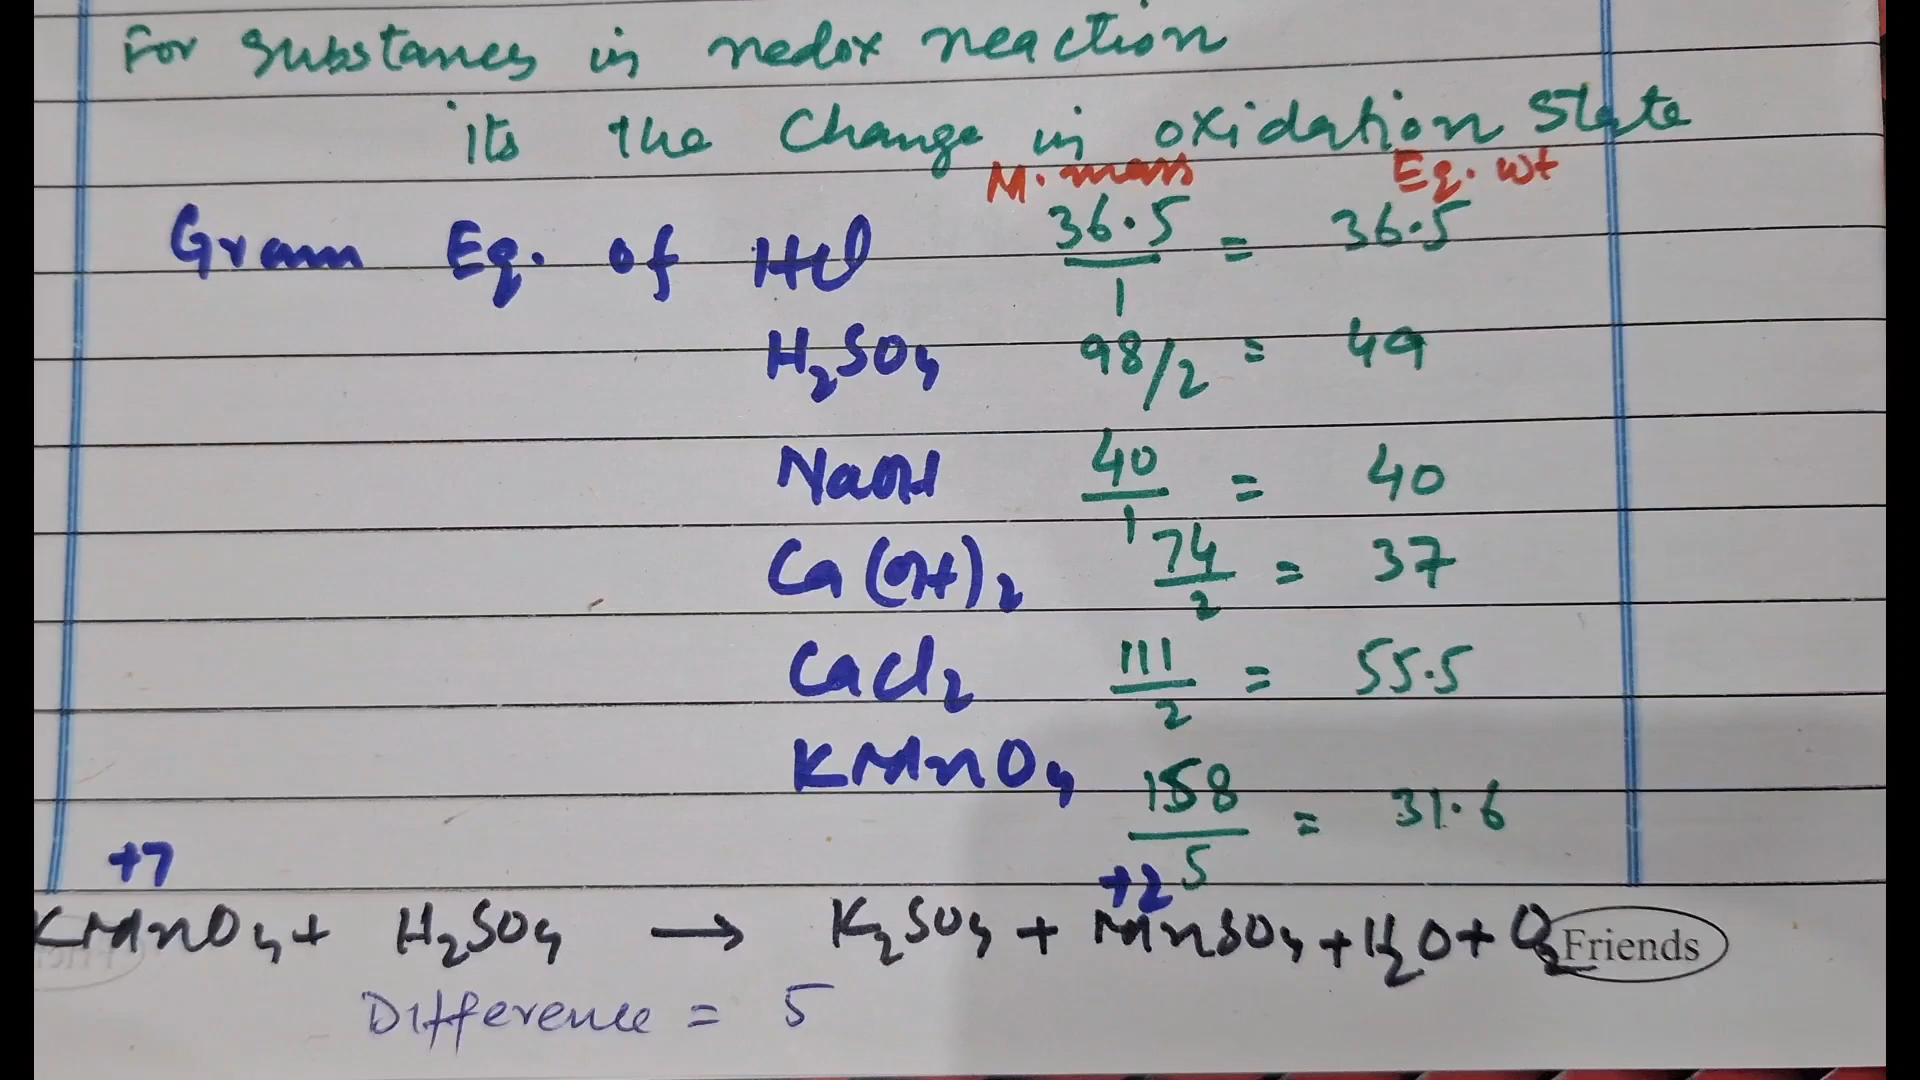 For substances in redox reaction
its the change in oxidation state
M. mass Eq. wt
Gram Eq. of HCl 36.5/1 = 36.5
H₂SO₄ 98/2 = 49
NaOH 40/1 = 40
Ca(OH)₂ 74/2 = 37
CaCl₂ 111/2 = 55.5
KMnO₄ 158/5 = 31.6
+7 +2
KMnO₄ + H₂SO₄ → K₂SO₄ + MnSO₄ + H₂O + O₂ Friends
Difference = 5